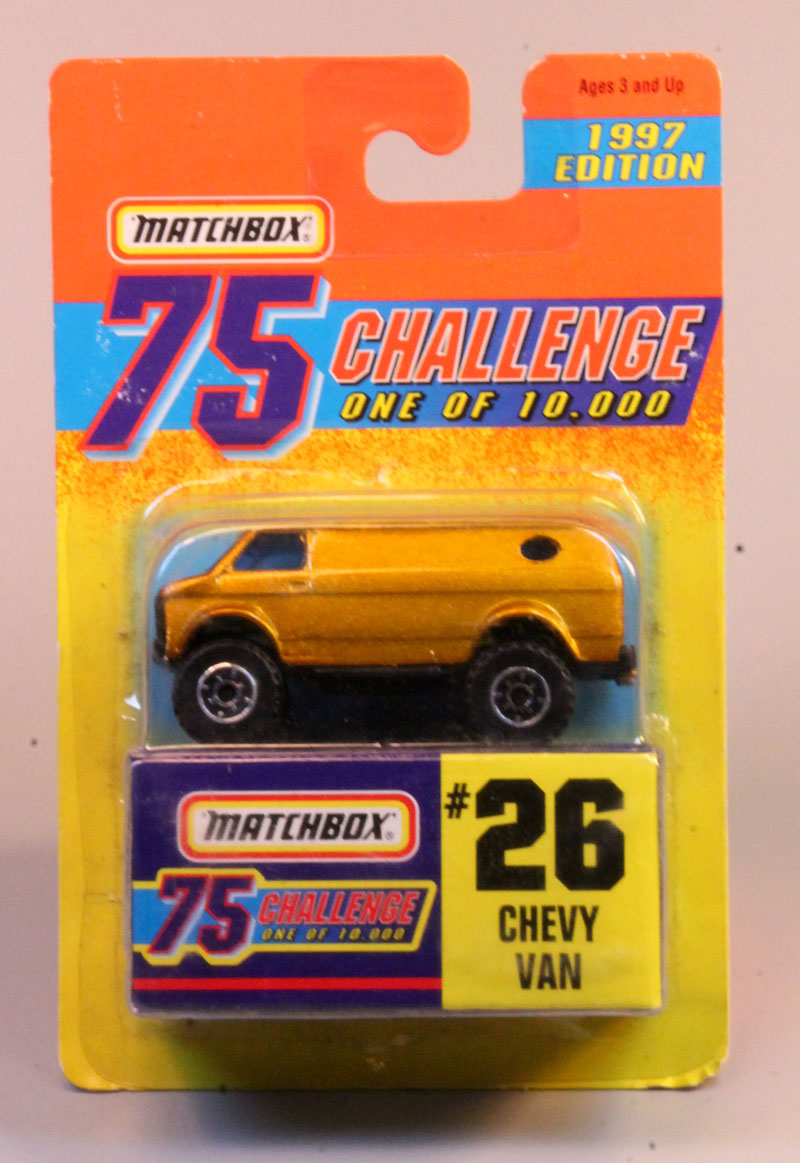 Ages 3 and Up
1997
EDITION
MATCHBOX®
75 CHALLENGE
ONE OF 10.000
MATCHBOX®
75 CHALLENGE
ONE OF 10.000
#26
CHEVY
VAN